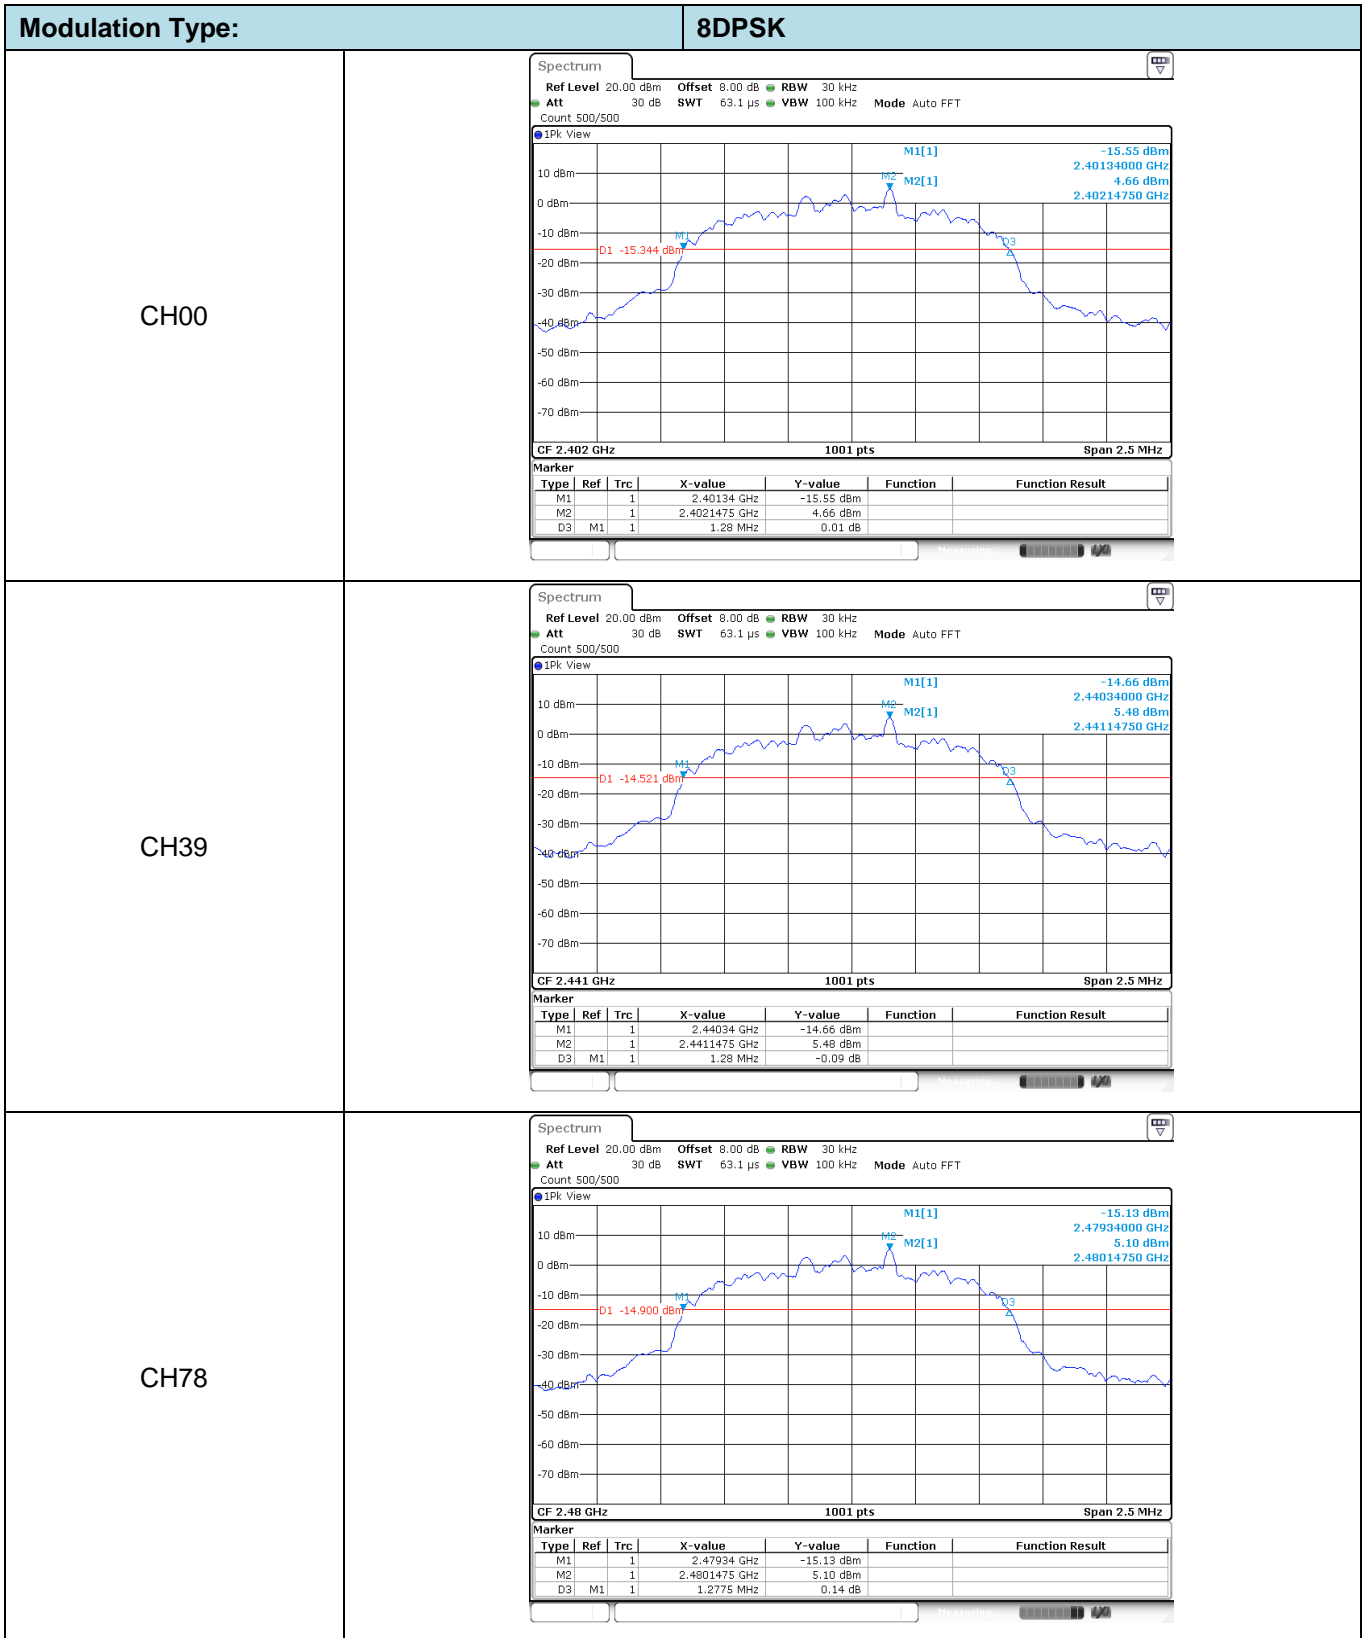 Modulation Type: 8DPSK
CH00
Spectrum
Ref Level 20.00 dBm Offset 8.00 dB RBW 30 kHz
Att 30 dB SWT 63.1 µs VBW 100 kHz Mode Auto FFT
Count 500/500
1Pk View
M1[1] -15.55 dBm
2.40134000 GHz
M2[1] 4.66 dBm
2.40214750 GHz
10 dBm
M2
0 dBm
-10 dBm
M1
D3
D1 -15.344 dBm
-20 dBm
-30 dBm
-40 dBm
-50 dBm
-60 dBm
-70 dBm
CF 2.402 GHz 1001 pts Span 2.5 MHz
Marker
Type Ref Trc X-value Y-value Function Function Result
M1 1 2.40134 GHz -15.55 dBm
M2 1 2.4021475 GHz 4.66 dBm
D3 M1 1 1.28 MHz 0.01 dB
Measuring...
CH39
Spectrum
Ref Level 20.00 dBm Offset 8.00 dB RBW 30 kHz
Att 30 dB SWT 63.1 µs VBW 100 kHz Mode Auto FFT
Count 500/500
1Pk View
M1[1] -14.66 dBm
2.44034000 GHz
M2[1] 5.48 dBm
2.44114750 GHz
10 dBm
M2
0 dBm
-10 dBm
M1
D3
D1 -14.521 dBm
-20 dBm
-30 dBm
-40 dBm
-50 dBm
-60 dBm
-70 dBm
CF 2.441 GHz 1001 pts Span 2.5 MHz
Marker
Type Ref Trc X-value Y-value Function Function Result
M1 1 2.44034 GHz -14.66 dBm
M2 1 2.4411475 GHz 5.48 dBm
D3 M1 1 1.28 MHz -0.09 dB
Measuring...
CH78
Spectrum
Ref Level 20.00 dBm Offset 8.00 dB RBW 30 kHz
Att 30 dB SWT 63.1 µs VBW 100 kHz Mode Auto FFT
Count 500/500
1Pk View
M1[1] -15.13 dBm
2.47934000 GHz
M2[1] 5.10 dBm
2.48014750 GHz
10 dBm
M2
0 dBm
-10 dBm
M1
D3
D1 -14.900 dBm
-20 dBm
-30 dBm
-40 dBm
-50 dBm
-60 dBm
-70 dBm
CF 2.48 GHz 1001 pts Span 2.5 MHz
Marker
Type Ref Trc X-value Y-value Function Function Result
M1 1 2.47934 GHz -15.13 dBm
M2 1 2.4801475 GHz 5.10 dBm
D3 M1 1 1.2775 MHz 0.14 dB
Measuring...